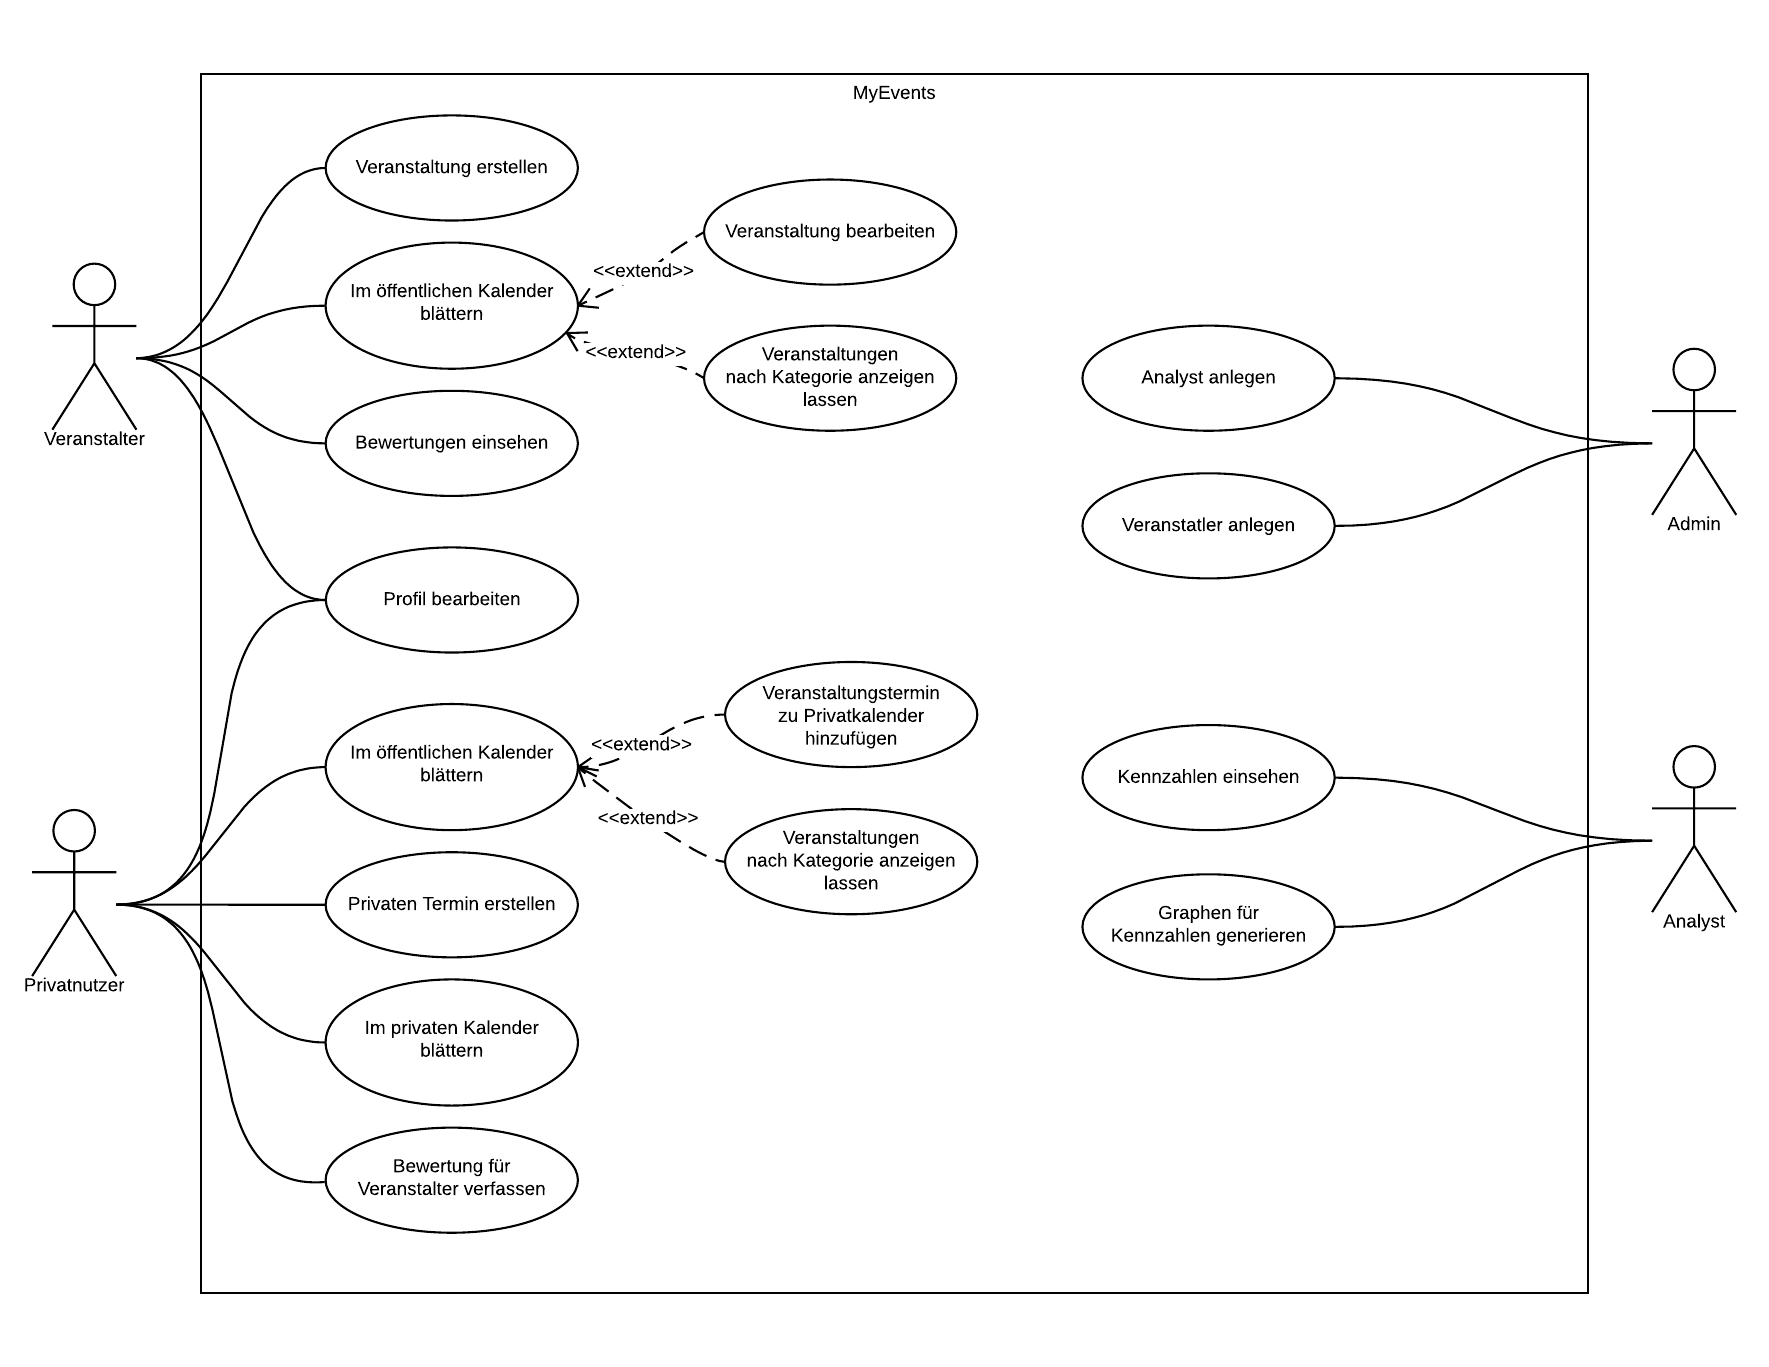 MyEvents
Veranstaltung erstellen
Veranstaltung bearbeiten
<<extend>>
Im öffentlichen Kalender
blättern
<<extend>>
Veranstaltungen
nach Kategorie anzeigen
lassen
Bewertungen einsehen
Veranstalter
Profil bearbeiten
Analyst anlegen
Veranstatler anlegen
Admin
Veranstaltungstermin
zu Privatkalender
hinzufügen
<<extend>>
Im öffentlichen Kalender
blättern
<<extend>>
Veranstaltungen
nach Kategorie anzeigen
lassen
Privaten Termin erstellen
Privatnutzer
Im privaten Kalender
blättern
Bewertung für
Veranstalter verfassen
Kennzahlen einsehen
Graphen für
Kennzahlen generieren
Analyst